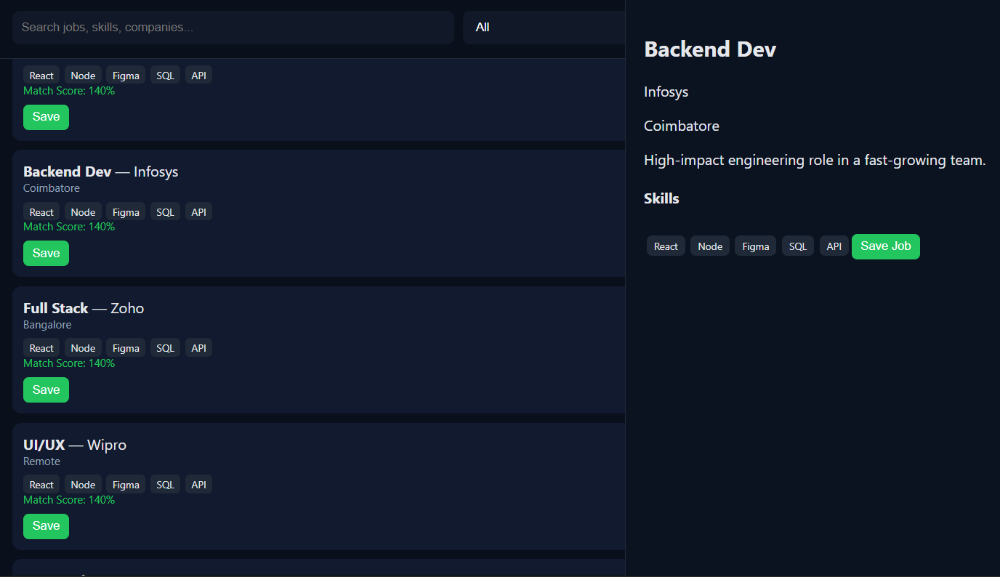 Search jobs, skills, companies...
All
React Node Figma SQL API
Match Score: 140%
Save
Backend Dev — Infosys
Coimbatore
React Node Figma SQL API
Match Score: 140%
Save
Full Stack — Zoho
Bangalore
React Node Figma SQL API
Match Score: 140%
Save
UI/UX — Wipro
Remote
React Node Figma SQL API
Match Score: 140%
Save
Backend Dev
Infosys
Coimbatore
High-impact engineering role in a fast-growing team.
Skills
React Node Figma SQL API Save Job